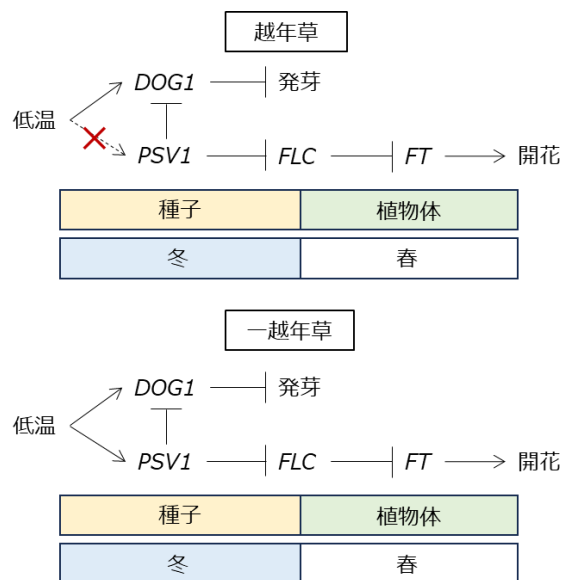 越年草
DOG1 発芽
低温
PSV1 FLC FT 開花
種子 植物体
冬 春
一越年草
DOG1 発芽
低温
PSV1 FLC FT 開花
種子 植物体
冬 春